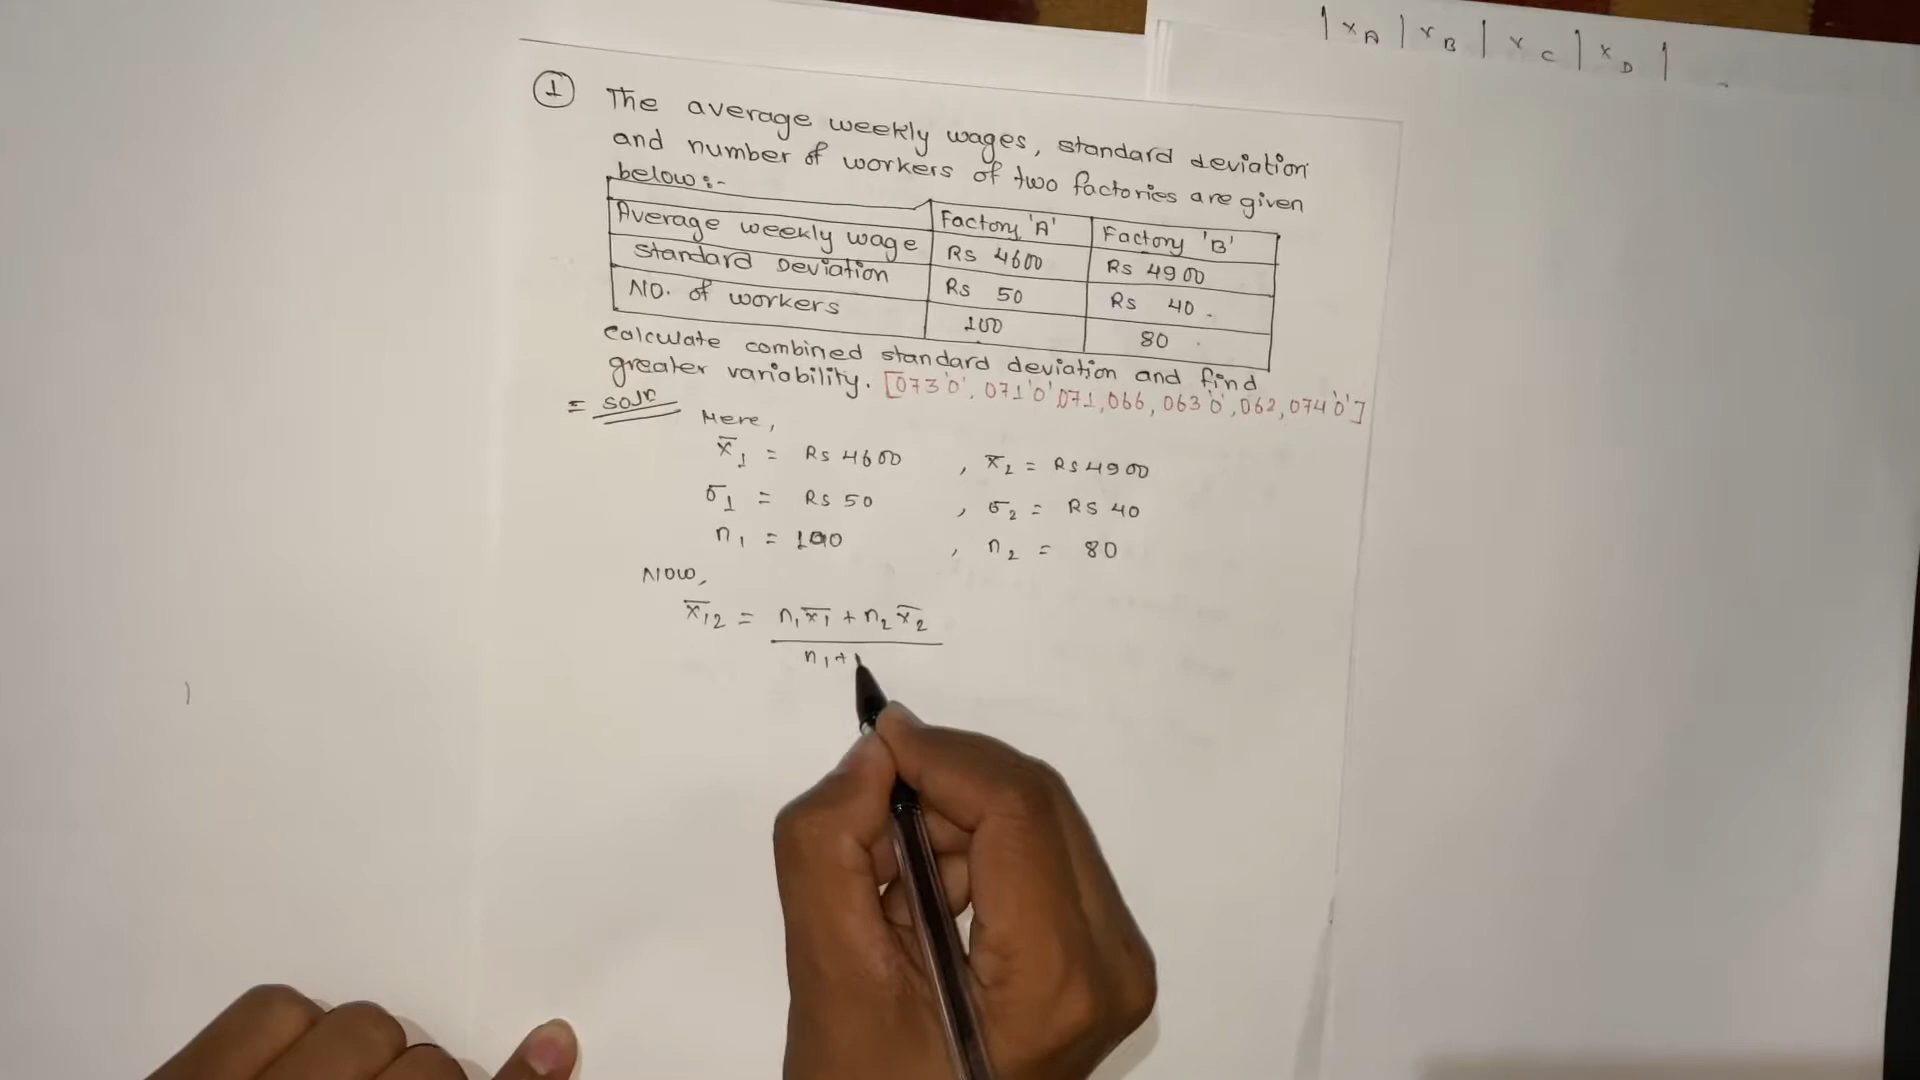 | x A | x B | x C | x D |
① The average weekly wages, standard deviation
and number of workers of two factories are given
below :-
Factory 'A' Factory 'B'
Average weekly wage Rs 4600 Rs 4900
Standard Deviation Rs 50 Rs 40
NO. of workers 100 80
calculate combined standard deviation and find
greater variability. [073'0', 071'0' 071, 066, 063'0', 062, 074'0']
= Soln
Here,
x̄₁ = Rs 4600 , x̄₂ = Rs 4900
σ₁ = Rs 50 , σ₂ = Rs 40
n₁ = 100 , n₂ = 80
Now,
x̄₁₂ = n₁x̄₁ + n₂x̄₂
n₁ +